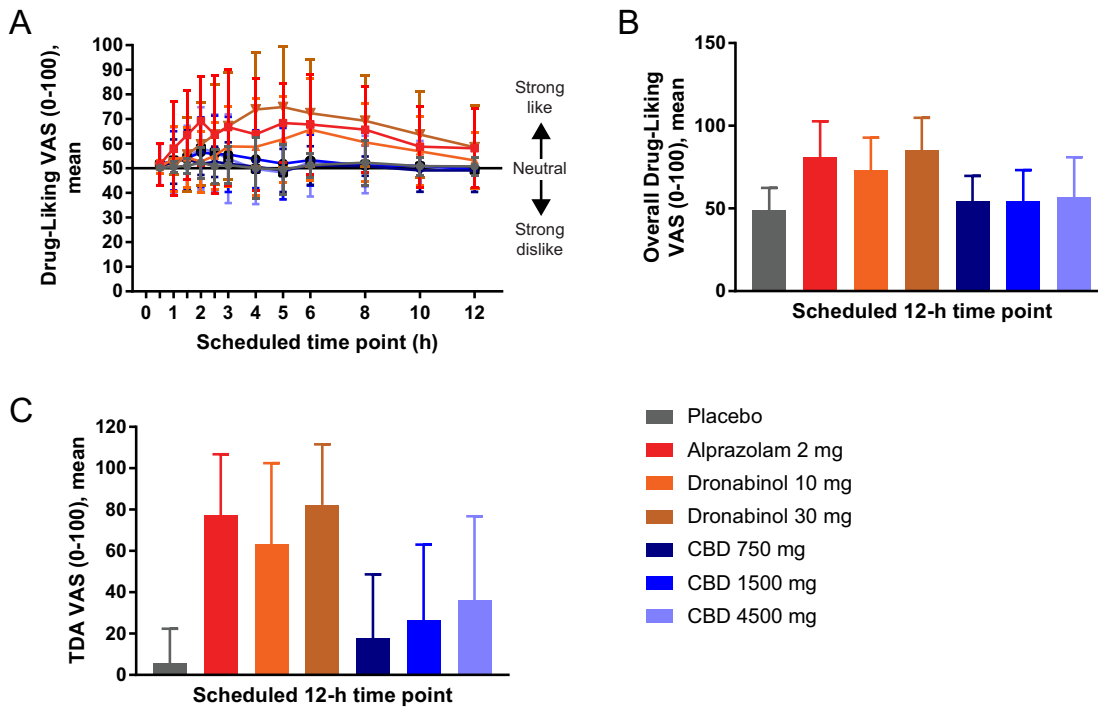 A
Drug-Liking VAS (0-100),
mean
100
90
80
70
60
50
40
30
20
10
0
0
1
2
3
4
5
6
8
10
12
Scheduled time point (h)
Strong
like
Neutral
Strong
dislike
B
Overall Drug-Liking
VAS (0-100), mean
150
100
50
0
Scheduled 12-h time point
C
TDA VAS (0-100), mean
120
100
80
60
40
20
0
Scheduled 12-h time point
Placebo
Alprazolam 2 mg
Dronabinol 10 mg
Dronabinol 30 mg
CBD 750 mg
CBD 1500 mg
CBD 4500 mg